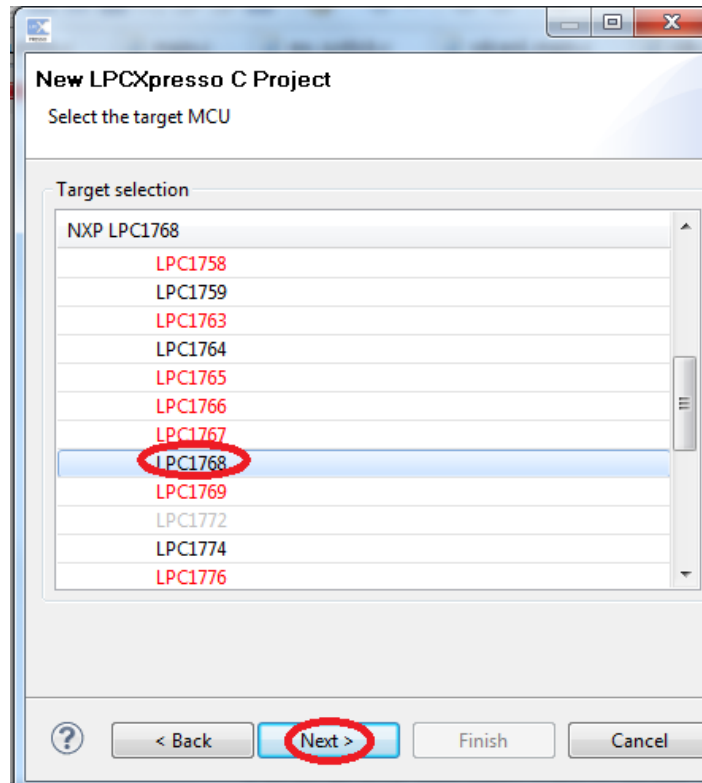 New LPCXpresso C Project
Select the target MCU
Target selection
NXP LPC1768
LPC1758
LPC1759
LPC1763
LPC1764
LPC1765
LPC1766
LPC1767
LPC1768
LPC1769
LPC1772
LPC1774
LPC1776
? < Back Next > Finish Cancel